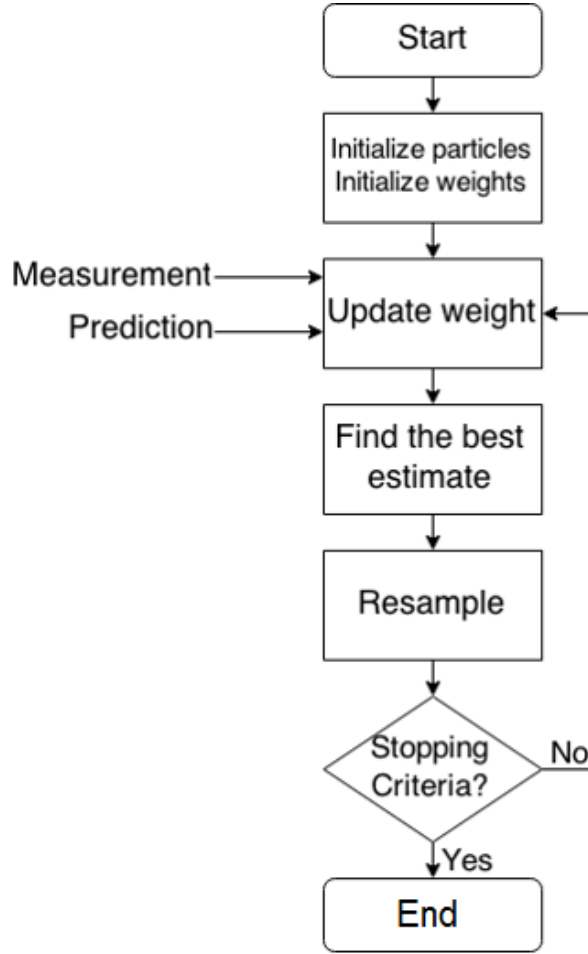 Start
Initialize particles
Initialize weights
Measurement
Update weight
Prediction
Find the best
estimate
Resample
Stopping
Criteria?
No
Yes
End